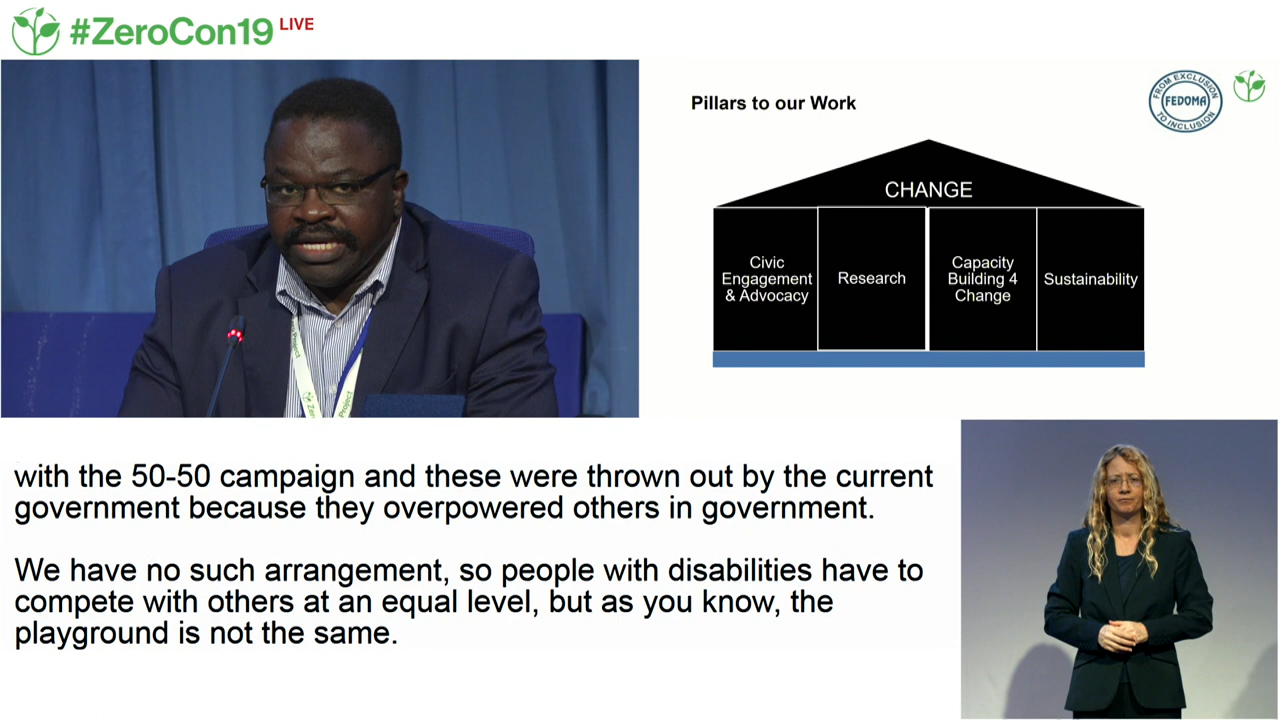 #ZeroCon19 LIVE
Pillars to our Work
FROM EXCLUSION
FEDOMA
TO INCLUSION
CHANGE
Civic
Engagement
& Advocacy
Research
Capacity
Building 4
Change
Sustainability
Project
Zero
Project
with the 50-50 campaign and these were thrown out by the current
government because they overpowered others in government.
We have no such arrangement, so people with disabilities have to
compete with others at an equal level, but as you know, the
playground is not the same.